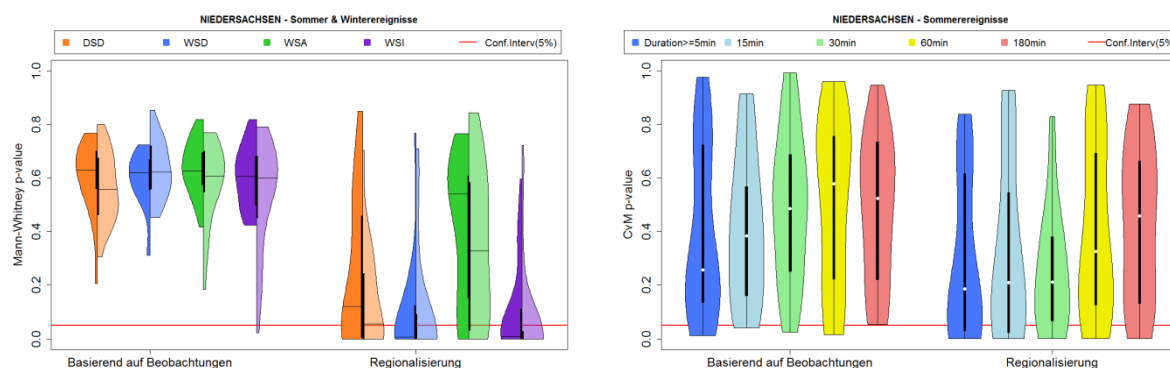 NIEDERSACHSEN - Sommer & Winterereignisse
DSD WSD WSA WSI Conf.Interv(5%)
Mann-Whitney p-value
1.0
0.8
0.6
0.4
0.2
0.0
Basierend auf Beobachtungen Regionalisierung
NIEDERSACHSEN - Sommerereignisse
Duration>=5min 15min 30min 60min 180min Conf.Interv(5%)
CvM p-value
1.0
0.8
0.6
0.4
0.2
0.0
Basierend auf Beobachtungen Regionalisierung